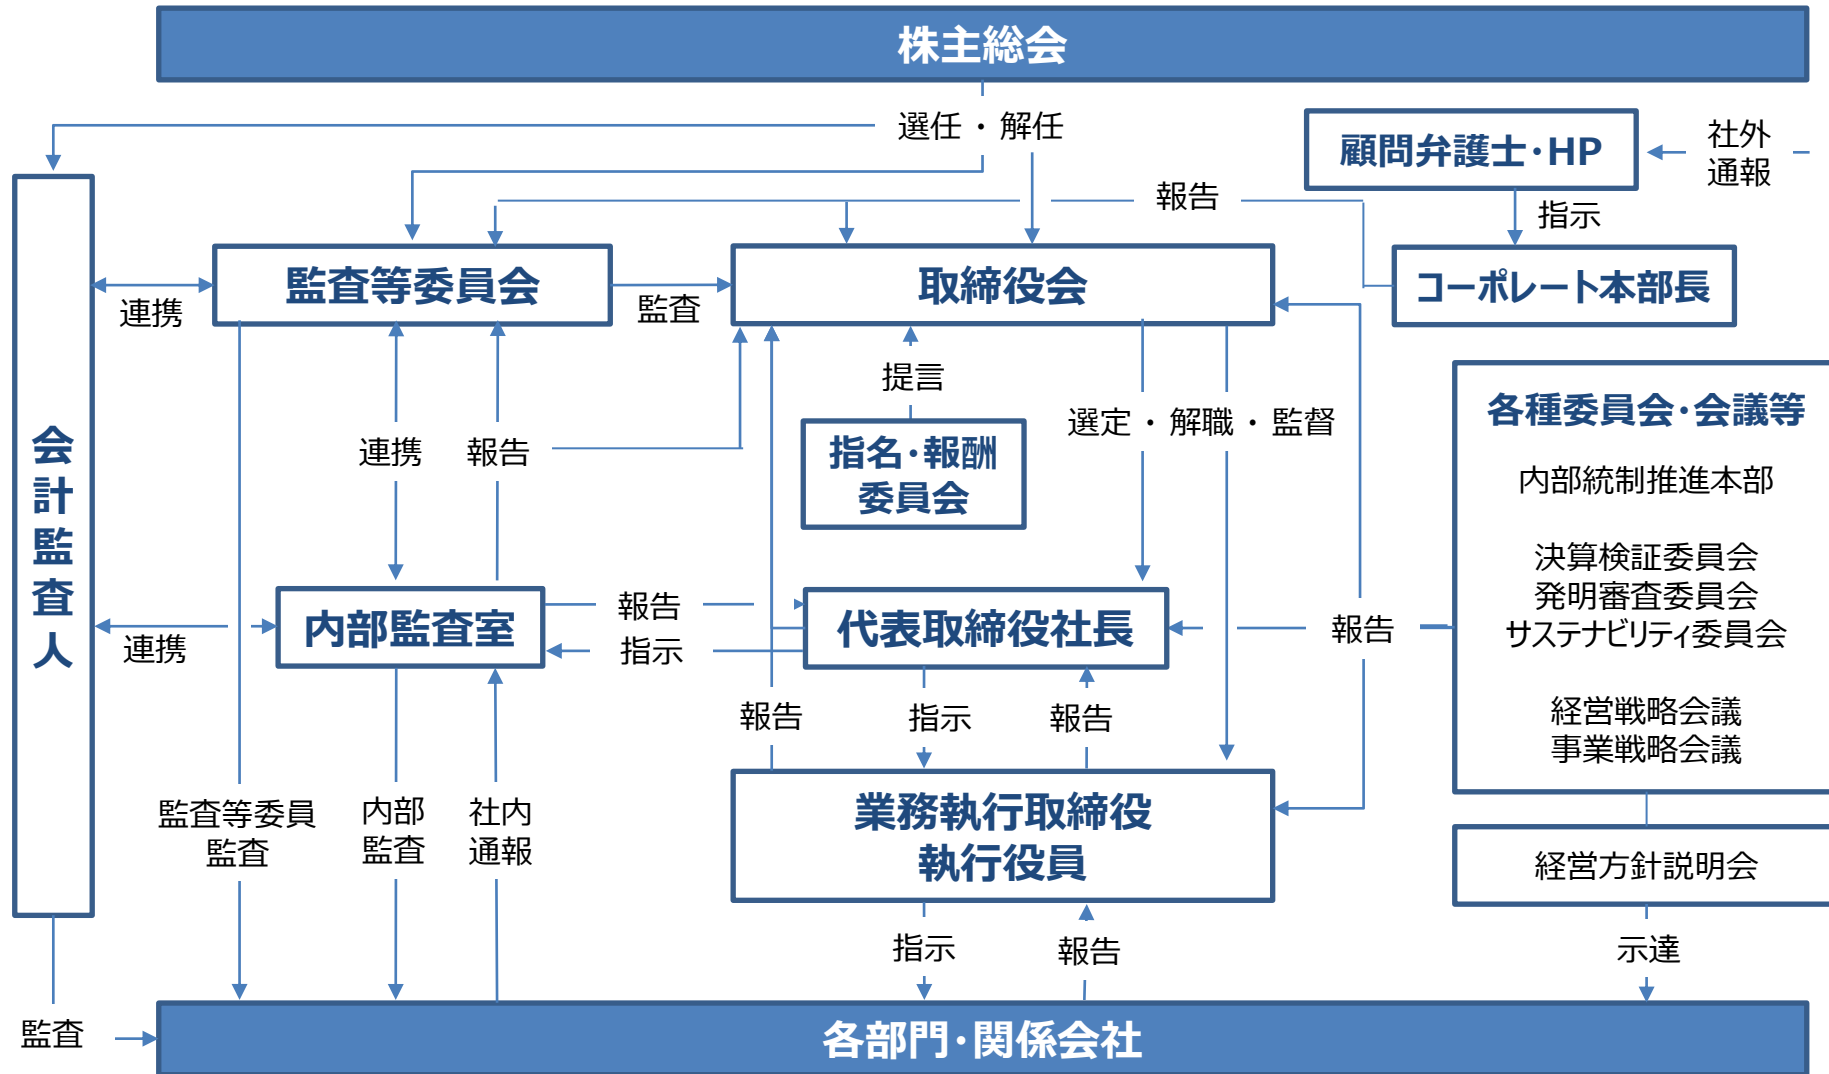 株主総会
選任・解任
顧問弁護士・HP
社外
通報
報告
指示
監査等委員会
取締役会
コーポレート本部長
連携
監査
提言
各種委員会・会議等
選定・解職・監督
指名・報酬
委員会
連携
報告
内部統制推進本部
会計監査人
決算検証委員会
発明審査委員会
サステナビリティ委員会
内部監査室
報告
指示
代表取締役社長
報告
連携
経営戦略会議
事業戦略会議
報告
指示
報告
監査等委員
監査
内部
監査
社内
通報
業務執行取締役
執行役員
経営方針説明会
指示
報告
示達
監査
各部門・関係会社